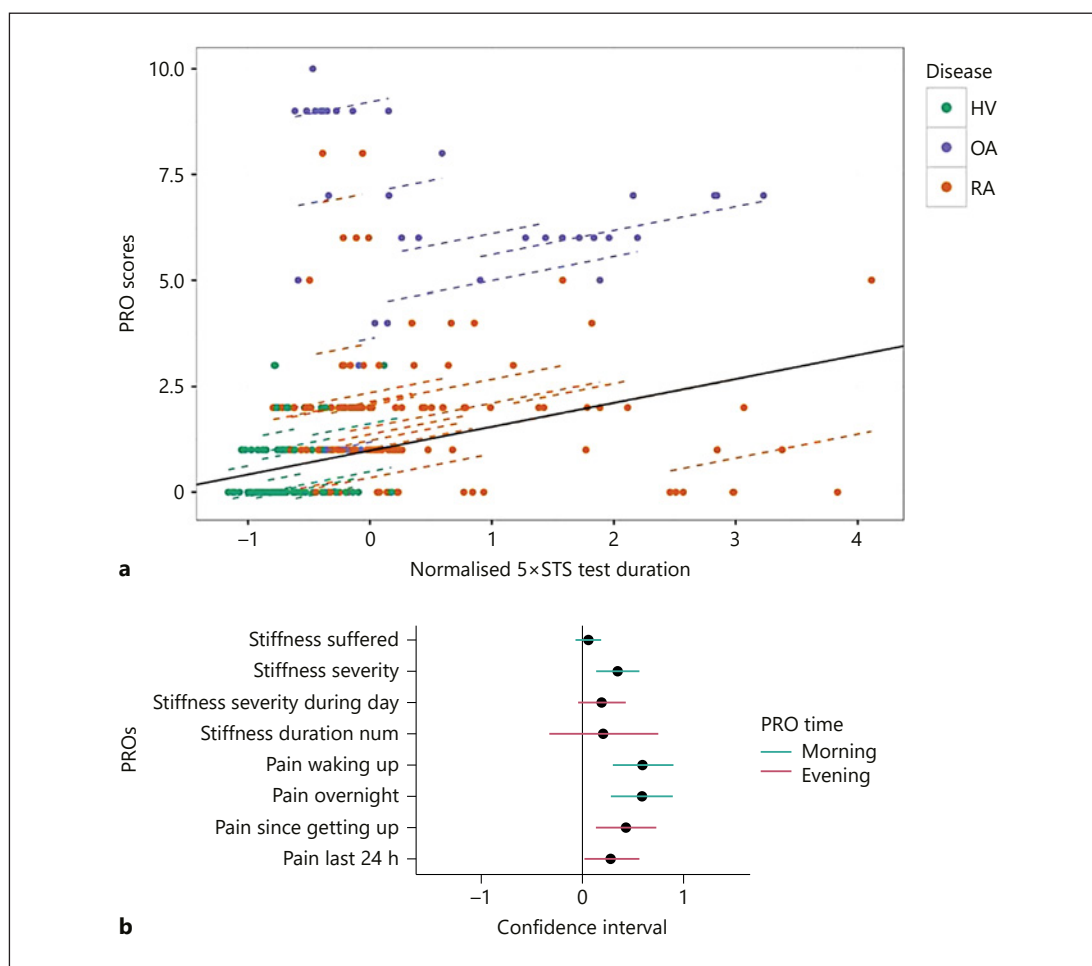 10.0
7.5
5.0
2.5
0
PRO scores
−1 0 1 2 3 4
Normalised 5×STS test duration
a
Disease
HV
OA
RA
Stiffness suffered
Stiffness severity
Stiffness severity during day
Stiffness duration num
Pain waking up
Pain overnight
Pain since getting up
Pain last 24 h
PROs
−1 0 1
Confidence interval
b
PRO time
Morning
Evening